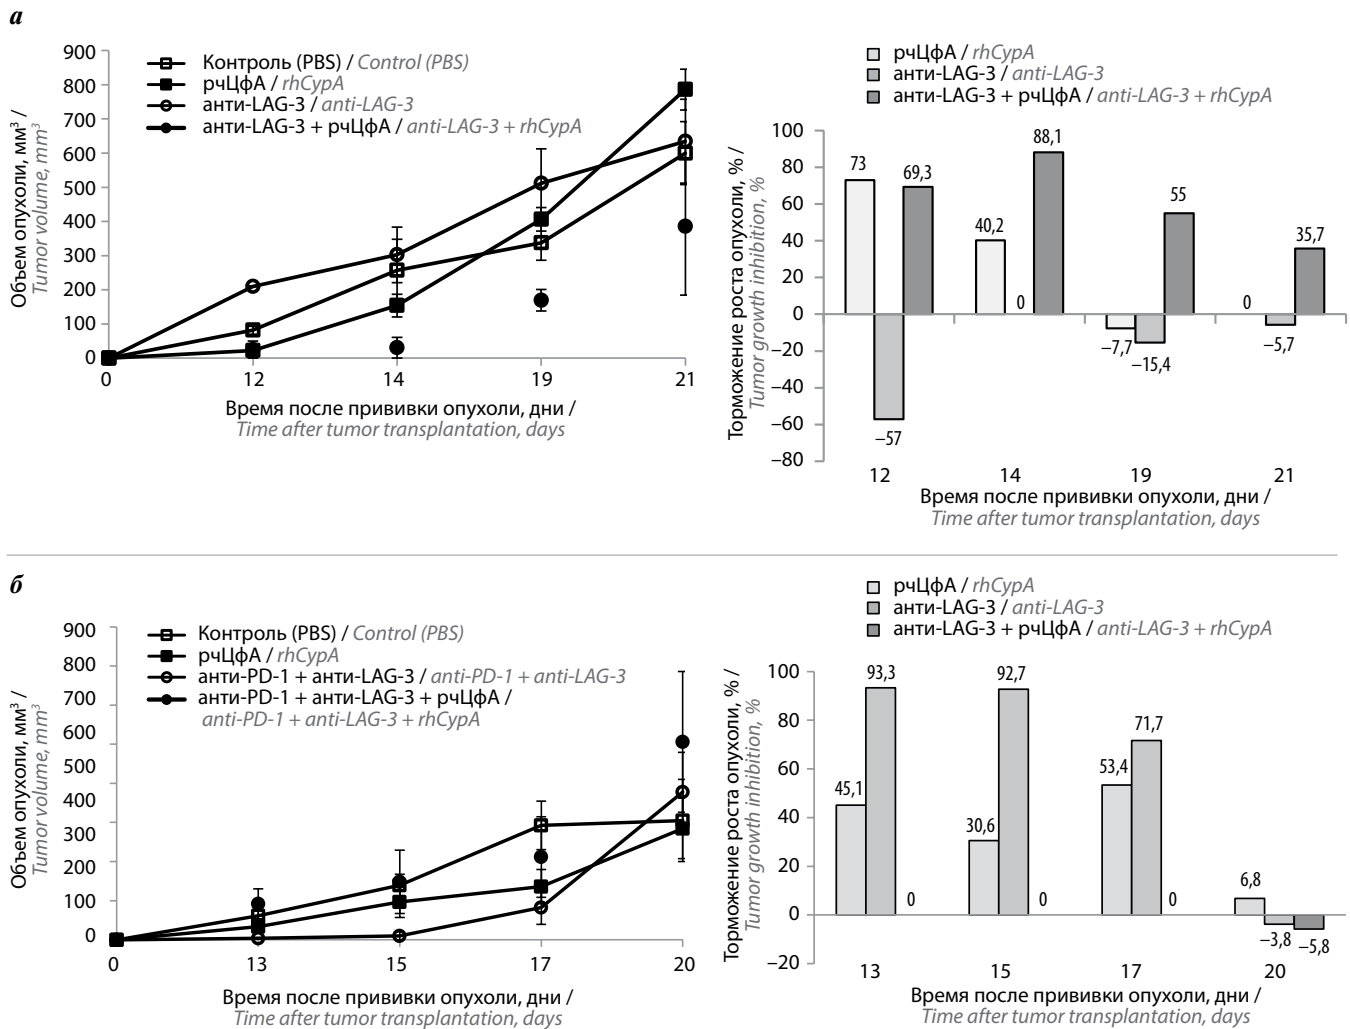 а
900
800
700
600
500
400
300
200
100
0
Объем опухоли, мм³ /
Tumor volume, mm³
Контроль (PBS) / Control (PBS)
рчЦфА / rhCypA
анти-LAG-3 / anti-LAG-3
анти-LAG-3 + рчЦфА / anti-LAG-3 + rhCypA
0 12 14 19 21
Время после прививки опухоли, дни /
Time after tumor transplantation, days
рчЦфА / rhCypA
анти-LAG-3 / anti-LAG-3
анти-LAG-3 + рчЦфА / anti-LAG-3 + rhCypA
Торможение роста опухоли, % /
Tumor growth inhibition, %
100
80
60
40
20
0
–20
–40
–60
–80
73 –57 69,3
40,2 0 88,1
–7,7 –15,4 55
0 –5,7 35,7
12 14 19 21
Время после прививки опухоли, дни /
Time after tumor transplantation, days
б
900
800
700
600
500
400
300
200
100
0
Объем опухоли, мм³ /
Tumor volume, mm³
Контроль (PBS) / Control (PBS)
рчЦфА / rhCypA
анти-PD-1 + анти-LAG-3 / anti-PD-1 + anti-LAG-3
анти-PD-1 + анти-LAG-3 + рчЦфА /
anti-PD-1 + anti-LAG-3 + rhCypA
0 13 15 17 20
Время после прививки опухоли, дни /
Time after tumor transplantation, days
рчЦфА / rhCypA
анти-LAG-3 / anti-LAG-3
анти-LAG-3 + рчЦфА / anti-LAG-3 + rhCypA
Торможение роста опухоли, % /
Tumor growth inhibition, %
100
80
60
40
20
0
–20
45,1 93,3 0
30,6 92,7 0
53,4 71,7 0
6,8 –3,8 –5,8
13 15 17 20
Время после прививки опухоли, дни /
Time after tumor transplantation, days